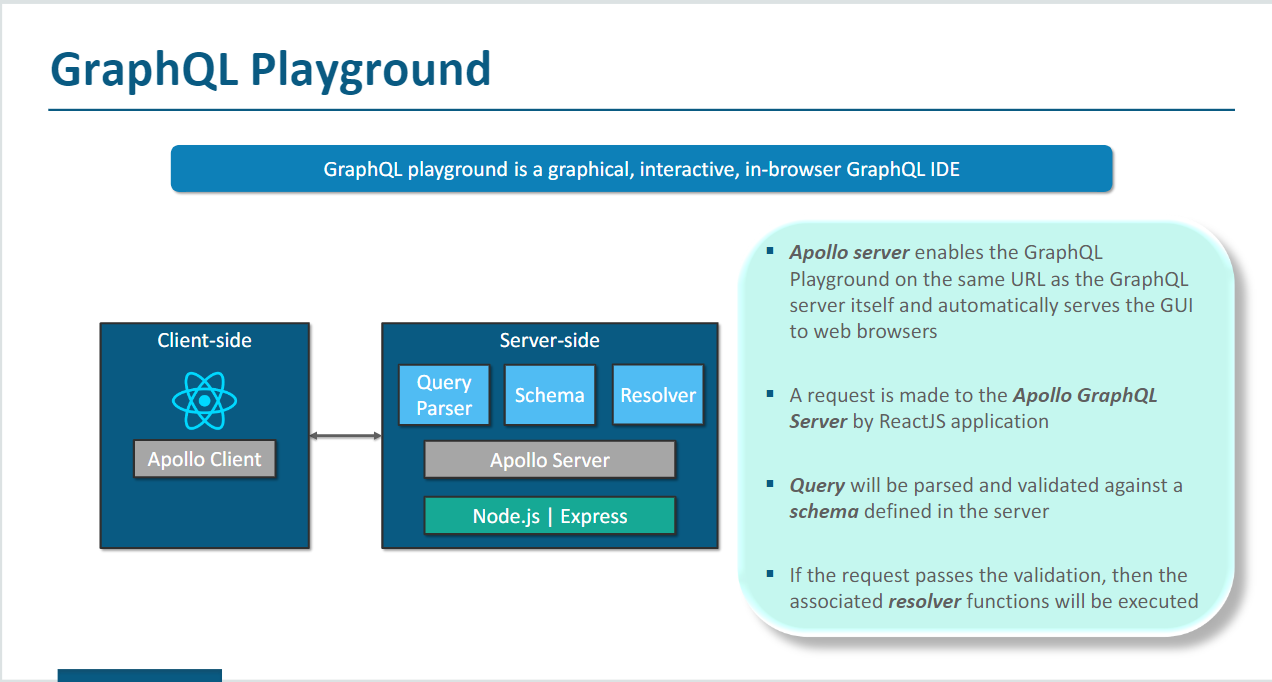 GraphQL Playground
GraphQL playground is a graphical, interactive, in-browser GraphQL IDE
Client-side
Apollo Client
Server-side
Query
Parser
Schema
Resolver
Apollo Server
Node.js | Express
▪ Apollo server enables the GraphQL
Playground on the same URL as the GraphQL
server itself and automatically serves the GUI
to web browsers
▪ A request is made to the Apollo GraphQL
Server by ReactJS application
▪ Query will be parsed and validated against a
schema defined in the server
▪ If the request passes the validation, then the
associated resolver functions will be executed